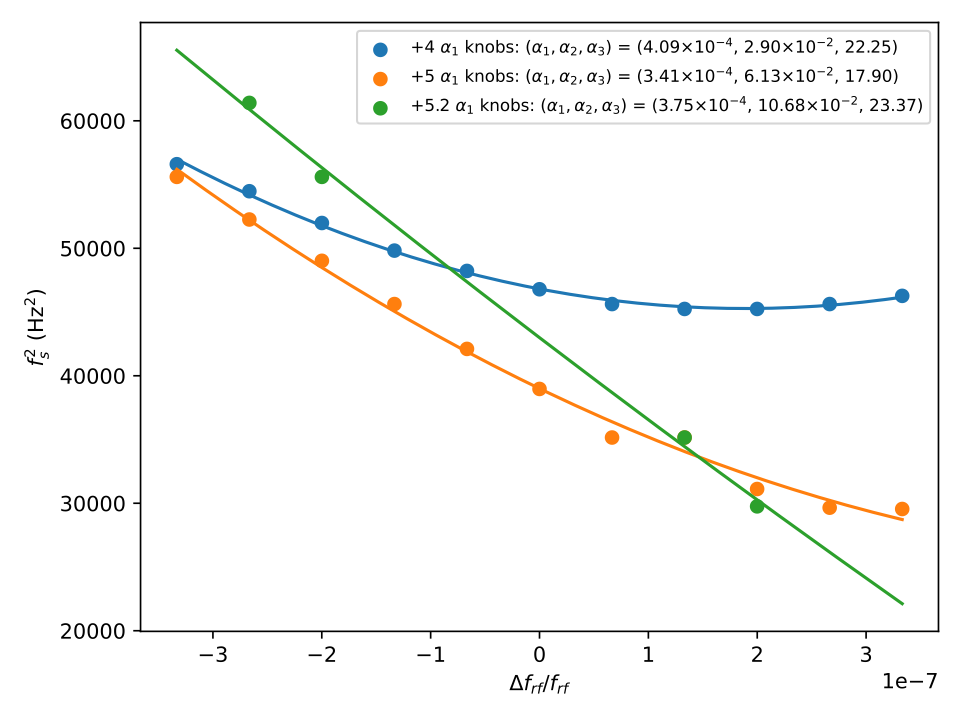 +4 α₁ knobs: (α₁, α₂, α₃) = (4.09×10⁻⁴, 2.90×10⁻², 22.25)
+5 α₁ knobs: (α₁, α₂, α₃) = (3.41×10⁻⁴, 6.13×10⁻², 17.90)
+5.2 α₁ knobs: (α₁, α₂, α₃) = (3.75×10⁻⁴, 10.68×10⁻², 23.37)
60000
50000
40000
30000
20000
f_s^2 (Hz²)
−3 −2 −1 0 1 2 3
1e−7
Δf_rf/f_rf